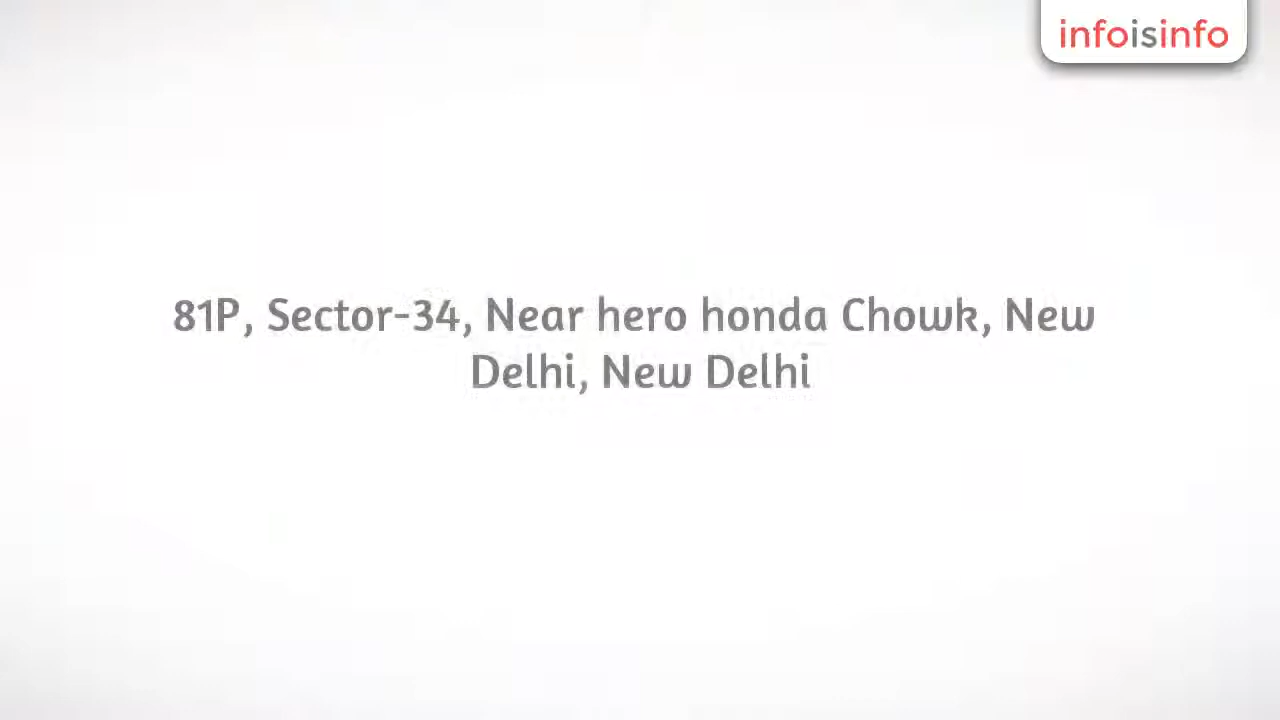 infoisinfo
81P, Sector-34, Near hero honda Chowk, New
Delhi, New Delhi